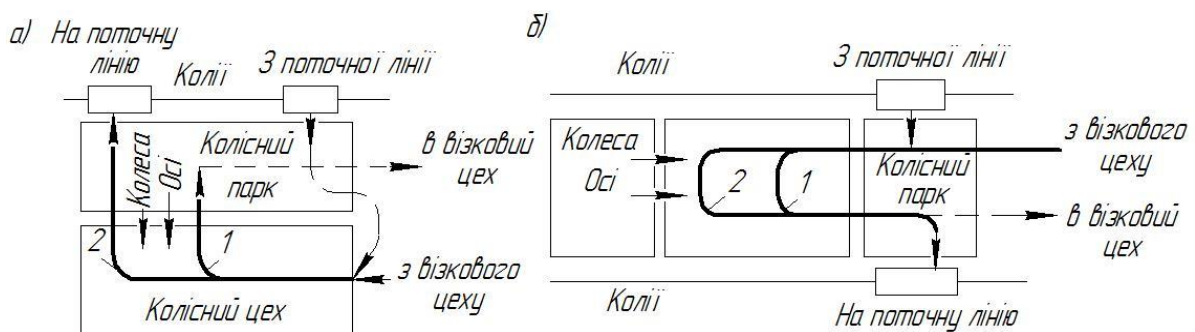 а) На поточну
лінію
Колії
З поточної лінії
Колеса
Осі
Колісний
парк
в візковий
цех
2
1
з візкового
цеху
Колісний цех
б)
Колії
З поточної лінії
Колеса
Осі
2
1
Колісний
парк
з візкового
цеху
в візковий
цех
Колії
На поточну лінію